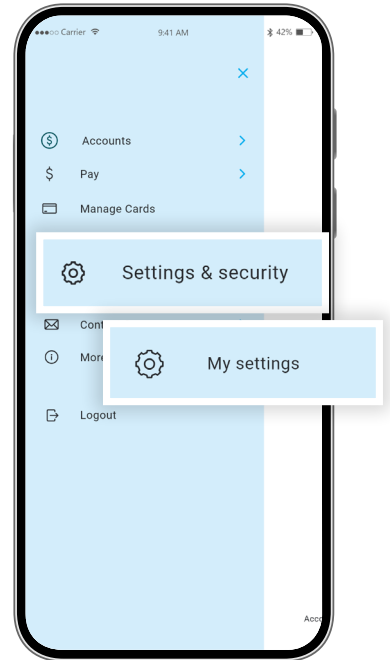 Carrier 9:41 AM 42%
Accounts
Pay
Manage Cards
Settings & security
My settings
Logout